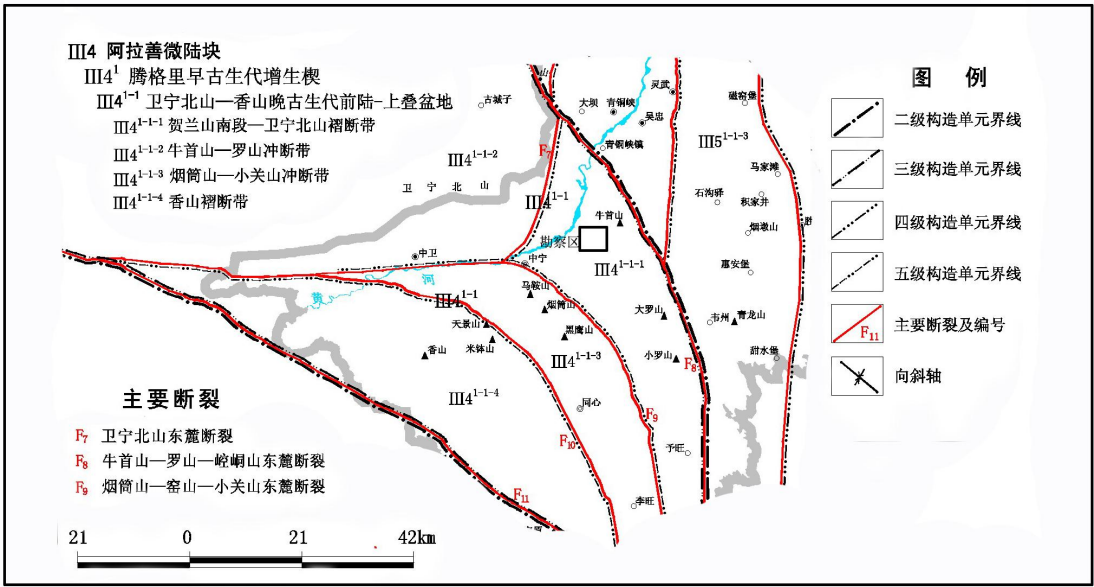 Ⅲ4 阿拉善微陆块
Ⅲ4¹ 腾格里早古生代增生楔
Ⅲ4¹⁻¹ 卫宁北山—香山晚古生代前陆-上叠盆地
Ⅲ4¹⁻¹⁻¹ 贺兰山南段—卫宁北山褶断带
Ⅲ4¹⁻¹⁻² 牛首山—罗山冲断带
Ⅲ4¹⁻¹⁻³ 烟筒山—小关山冲断带
Ⅲ4¹⁻¹⁻⁴ 香山褶断带
古城子
大坝
青铜峡
灵武
吴忠
磁窑堡
青铜峡镇
Ⅲ5¹⁻¹⁻³
F₇
Ⅲ4¹⁻¹⁻²
马家滩
卫宁北山
石沟驿
积家井
Ⅲ4¹⁻¹
牛首山
烟墩山
勘察区
中卫
中宁
Ⅲ4¹⁻¹⁻¹
惠安堡
黄河
马鞍山
Ⅲ4¹⁻¹
烟筒山
大罗山
韦州
青龙山
天景山
黑鹰山
米钵山
香山
Ⅲ4¹⁻¹⁻³
小罗山
F₈
甜水堡
Ⅲ4¹⁻¹⁻⁴
同心
F₉
F₁₀
予旺
F₁₁
李旺
图 例
二级构造单元界线
三级构造单元界线
四级构造单元界线
五级构造单元界线
F₁₁ 主要断裂及编号
向斜轴
主要断裂
F₇ 卫宁北山东麓断裂
F₈ 牛首山—罗山—崆峒山东麓断裂
F₉ 烟筒山—窑山—小关山东麓断裂
21 0 21 42km